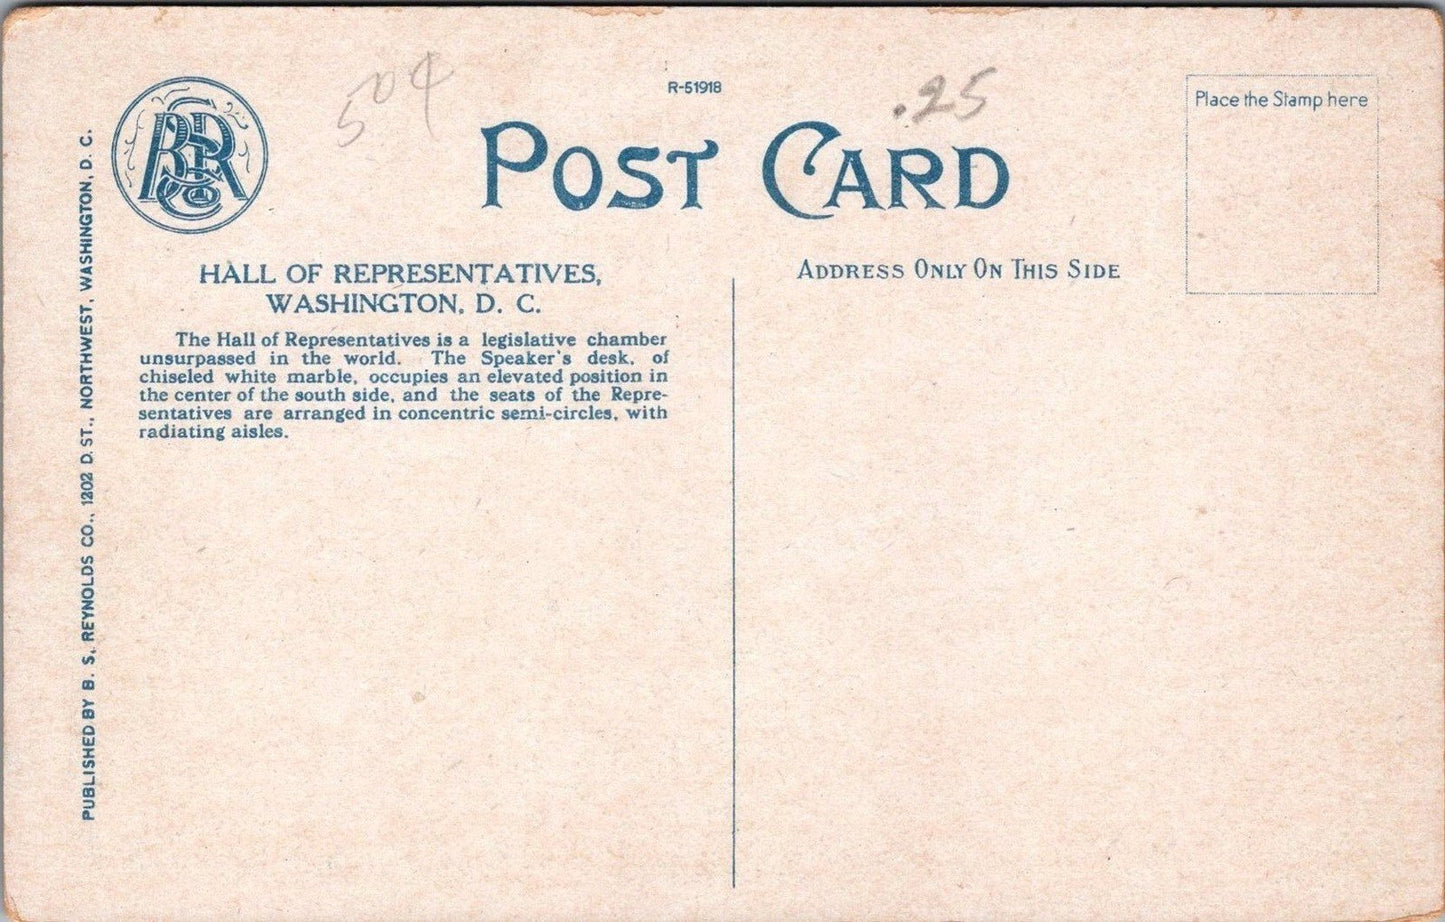 50¢
R-51918
.25
Place the Stamp here
POST CARD
BSR Co
HALL OF REPRESENTATIVES,
WASHINGTON, D. C.
ADDRESS ONLY ON THIS SIDE
The Hall of Representatives is a legislative chamber
unsurpassed in the world. The Speaker's desk, of
chiseled white marble, occupies an elevated position in
the center of the south side, and the seats of the Repre-
sentatives are arranged in concentric semi-circles, with
radiating aisles.
PUBLISHED BY B. S. REYNOLDS CO., 1202 D ST., NORTHWEST, WASHINGTON, D. C.